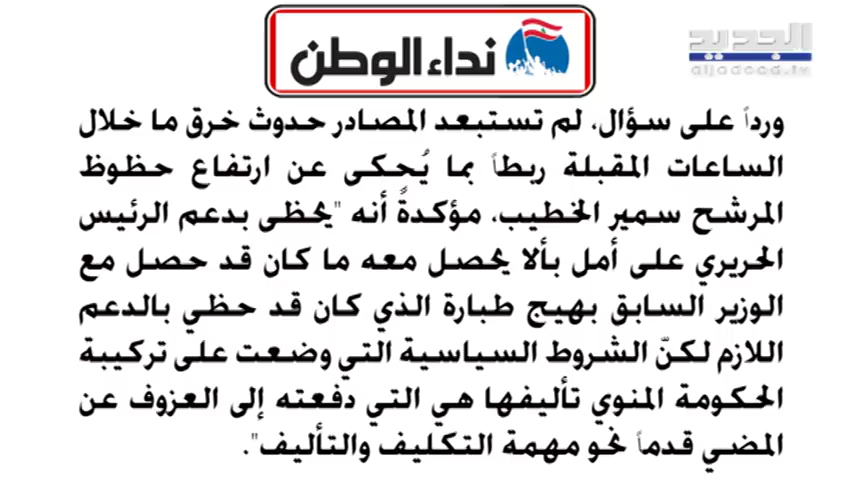 نداء الوطن
الجديد
aljadeed.tv
ورداً على سؤال، لم تستبعد المصادر حدوث خرق ما خلال
الساعات المقبلة ربطاً بما يُحكى عن ارتفاع حظوظ
المرشح سمير الخطيب، مؤكدةً أنه "يحظى بدعم الرئيس
الحريري على أمل بألا يحصل معه ما كان قد حصل مع
الوزير السابق بهيج طبارة الذي كان قد حظي بالدعم
اللازم لكنّ الشروط السياسية التي وضعت على تركيبة
الحكومة المنوي تأليفها هي التي دفعته إلى العزوف عن
المضي قدماً نحو مهمة التكليف والتأليف".